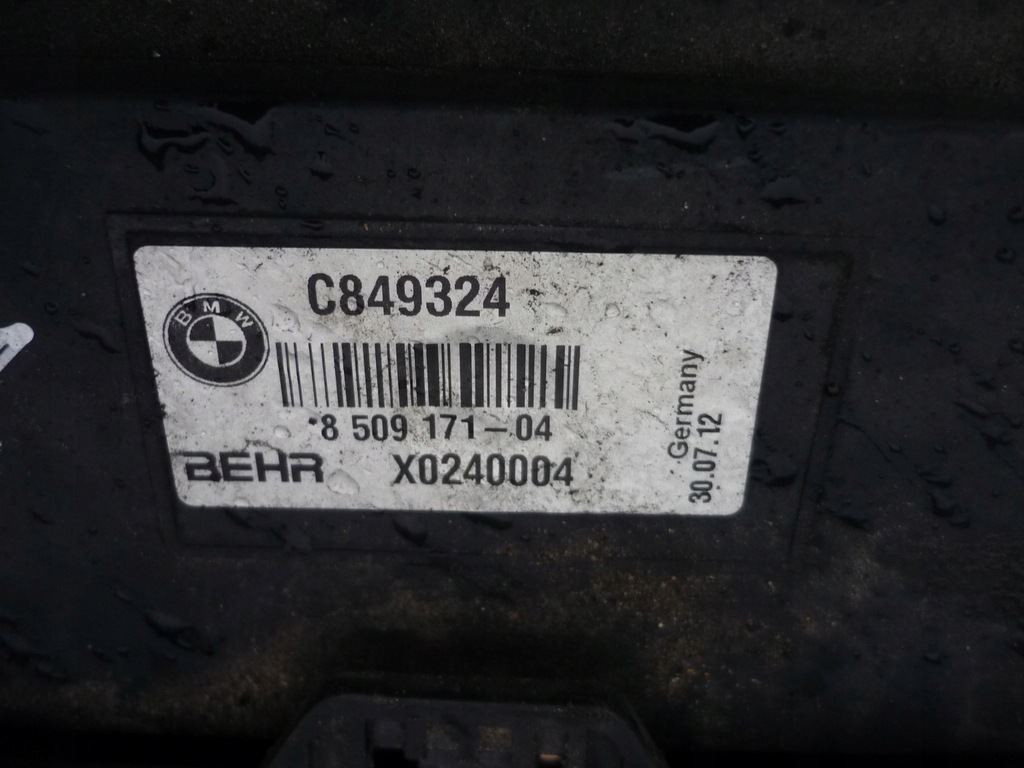 C849324
BMW
8 509 171-04
BEHR X0240004
Germany
30.07.12